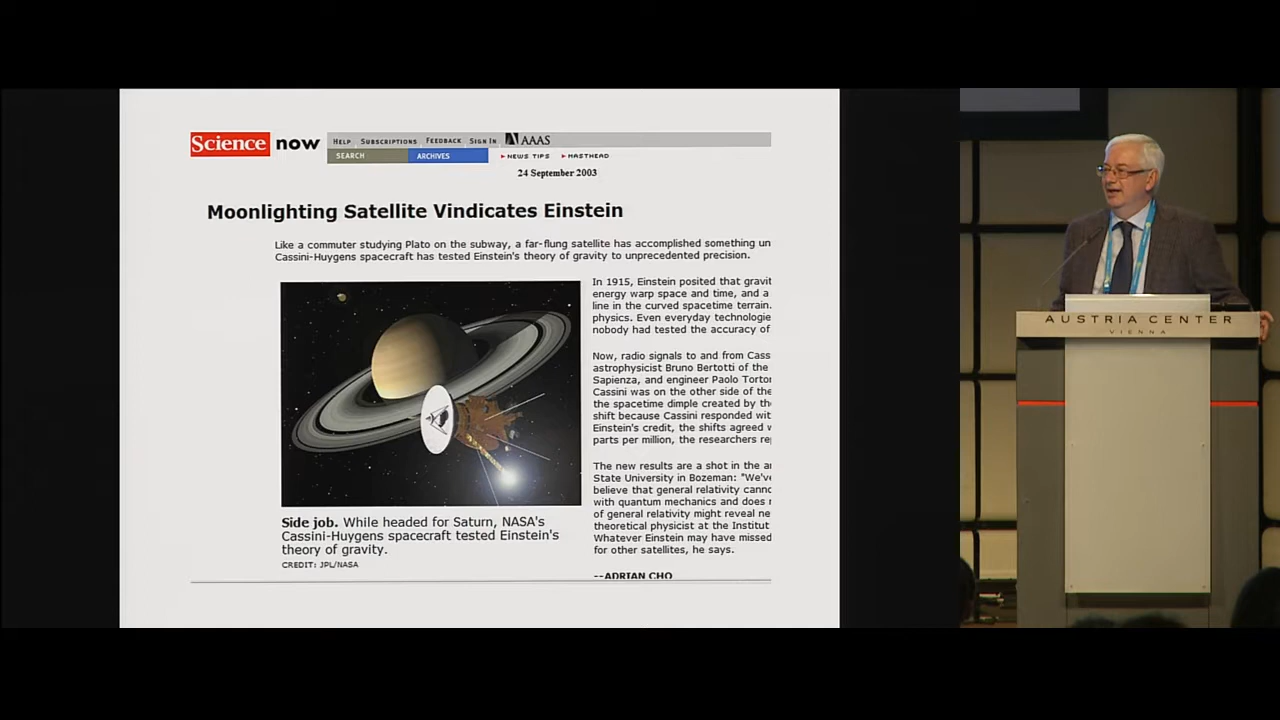 Science now
HELP SUBSCRIPTIONS FEEDBACK SIGN IN AAAS
SEARCH ARCHIVES NEWS TIPS MASTHEAD
24 September 2003
Moonlighting Satellite Vindicates Einstein
Like a commuter studying Plato on the subway, a far-flung satellite has accomplished something un
Cassini-Huygens spacecraft has tested Einstein's theory of gravity to unprecedented precision.
In 1915, Einstein posited that gravit
energy warp space and time, and a
line in the curved spacetime terrain.
physics. Even everyday technologie
nobody had tested the accuracy of
Now, radio signals to and from Cass
astrophysicist Bruno Bertotti of the
Sapienza, and engineer Paolo Tortor
Cassini was on the other side of the
the spacetime dimple created by the
shift because Cassini responded wit
Einstein's credit, the shifts agreed w
parts per million, the researchers re
The new results are a shot in the ar
State University in Bozeman: "We've
believe that general relativity canno
with quantum mechanics and does n
of general relativity might reveal ne
theoretical physicist at the Institut
Whatever Einstein may have missed
for other satellites, he says.
--ADRIAN CHO
Side job. While headed for Saturn, NASA's
Cassini-Huygens spacecraft tested Einstein's
theory of gravity.
CREDIT: JPL/NASA
AUSTRIA CENTER
VIENNA